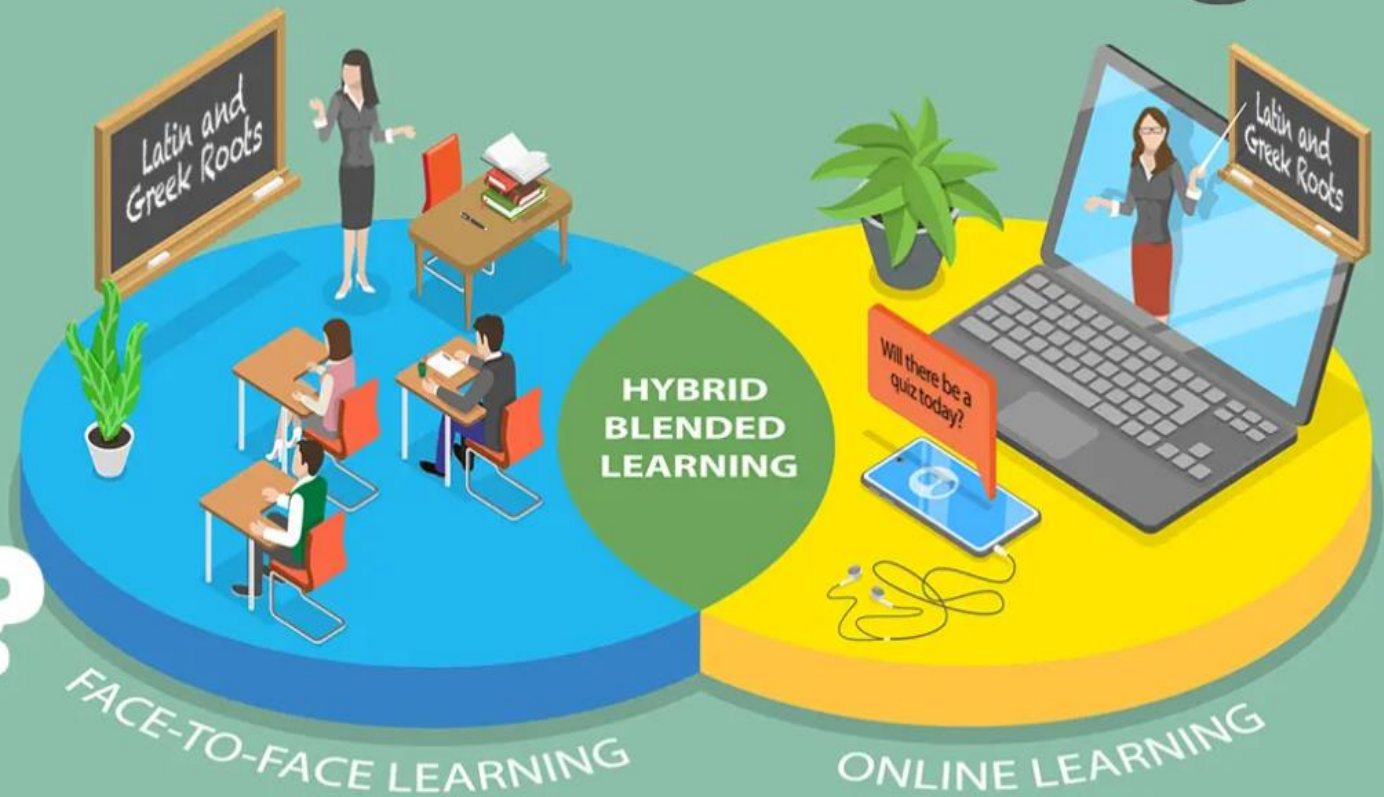 Latin and
Greek Roots
Latin and
Greek Roots
HYBRID
BLENDED
LEARNING
Will there be a
quiz today?
?
FACE-TO-FACE LEARNING
ONLINE LEARNING